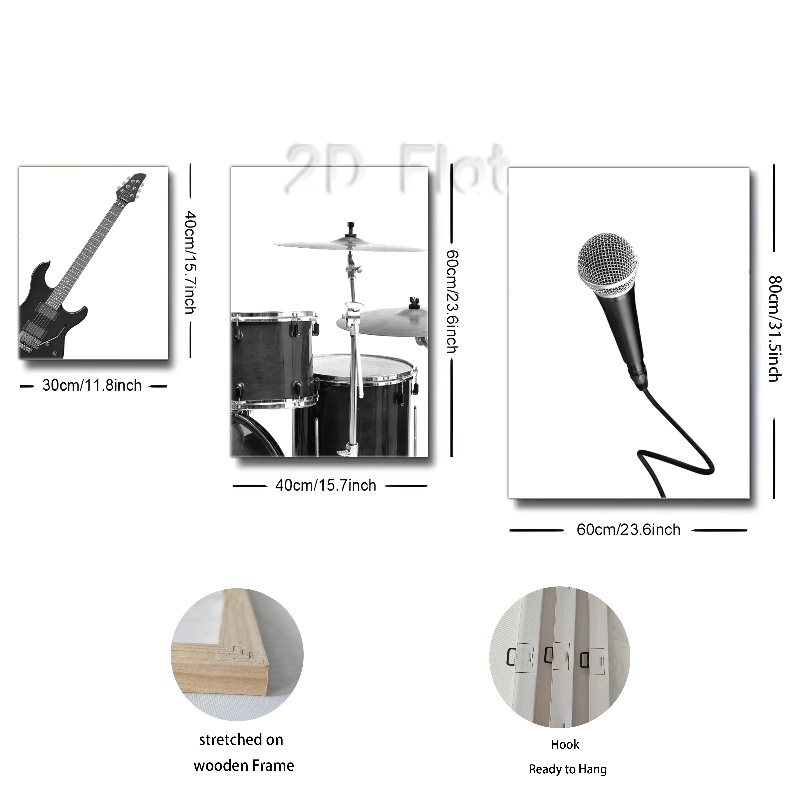 2D Flat
40cm/15.7inch
30cm/11.8inch
60cm/23.6inch
40cm/15.7inch
80cm/31.5inch
60cm/23.6inch
stretched on
wooden Frame
Hook
Ready to Hang